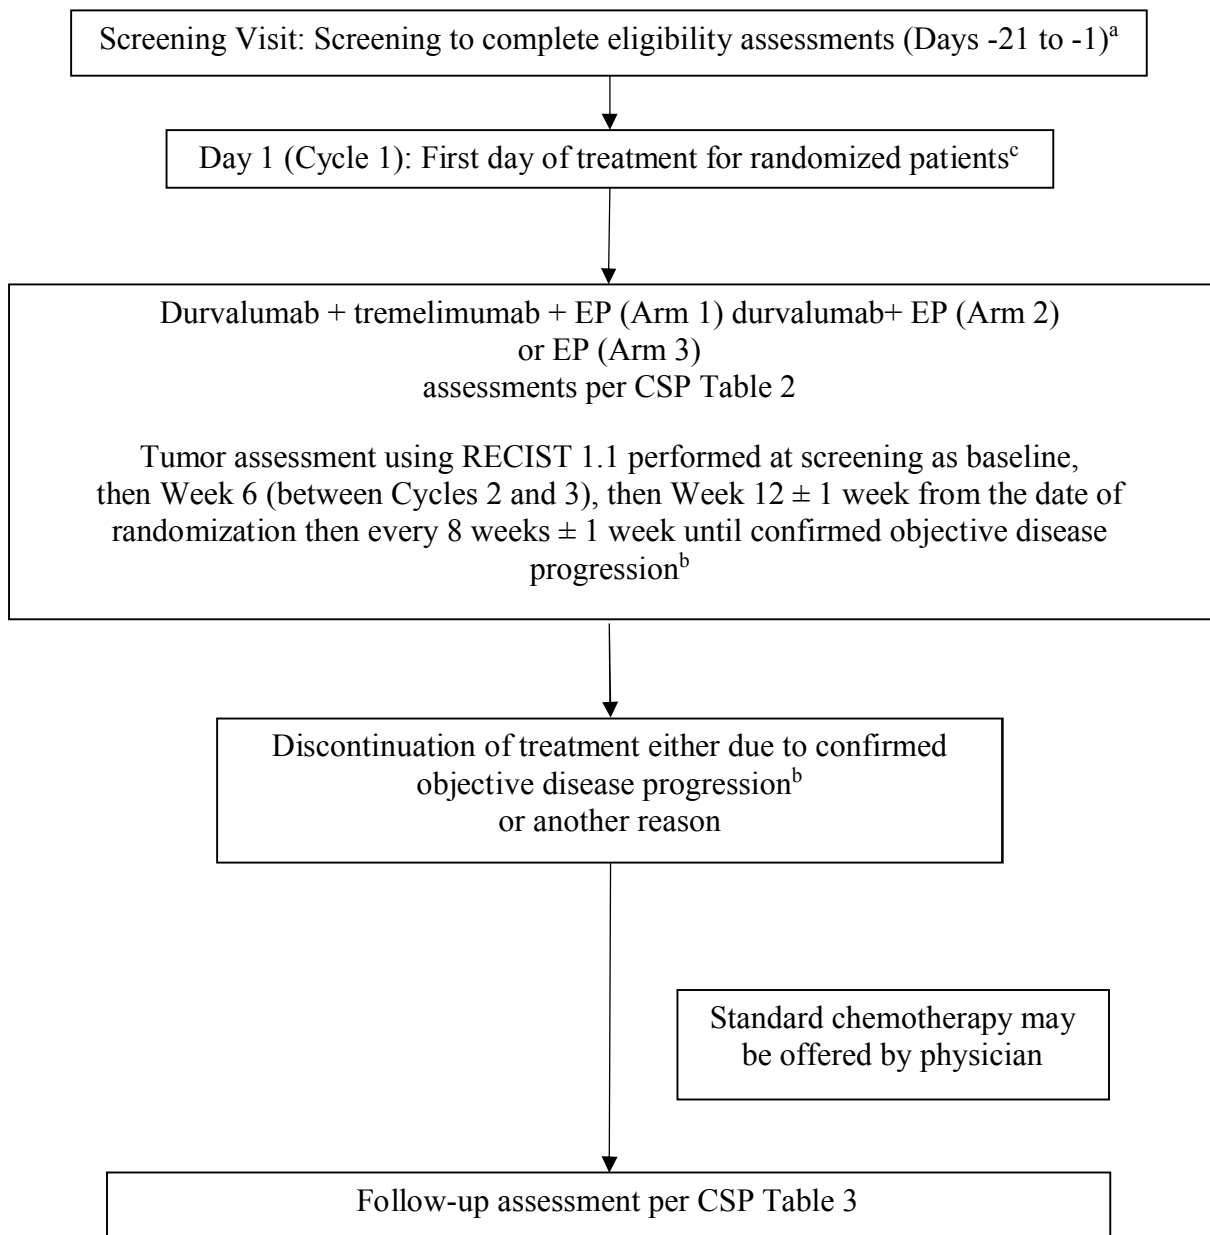 Screening Visit: Screening to complete eligibility assessments (Days -21 to -1)a
Day 1 (Cycle 1): First day of treatment for randomized patientsc
Durvalumab + tremelimumab + EP (Arm 1) durvalumab+ EP (Arm 2)
or EP (Arm 3)
assessments per CSP Table 2
Tumor assessment using RECIST 1.1 performed at screening as baseline,
then Week 6 (between Cycles 2 and 3), then Week 12 ± 1 week from the date of
randomization then every 8 weeks ± 1 week until confirmed objective disease
progressionb
Discontinuation of treatment either due to confirmed
objective disease progressionb
or another reason
Standard chemotherapy may
be offered by physician
Follow-up assessment per CSP Table 3